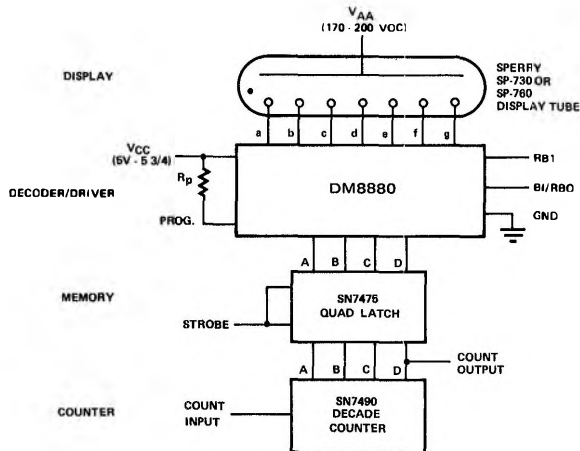 VAA
(170 - 200 VDC)
DISPLAY
SPERRY
SP-730 OR
SP-760
DISPLAY TUBE
a b c d e f g
VCC
(5V - 5 3/4)
Rp
DM8880
RB1
BI/RBO
DECODER/DRIVER
PROG.
GND
A B C D
MEMORY
SN7475
QUAD LATCH
STROBE
A B C D
COUNT
OUTPUT
COUNTER
COUNT
INPUT
SN7490
DECADE
COUNTER